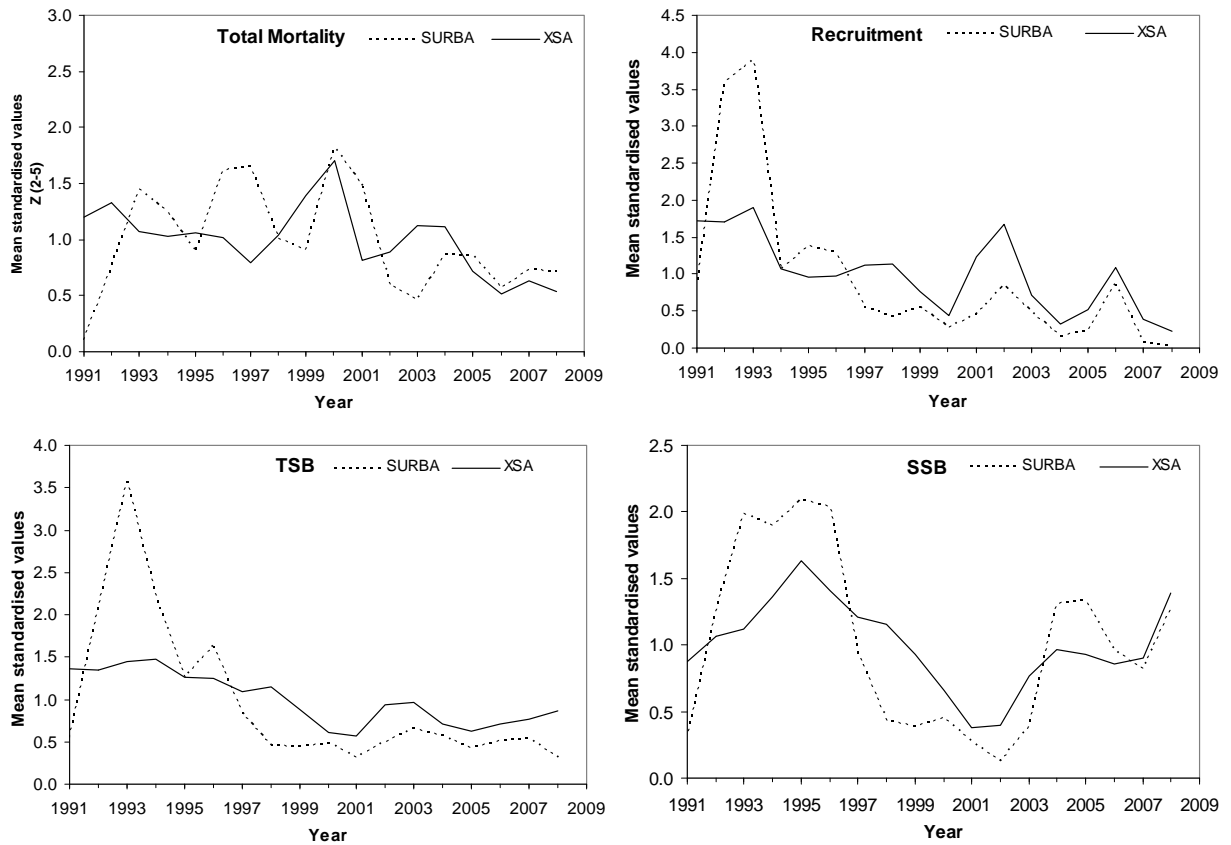 Total Mortality
SURBA
XSA
Mean standardised values
Z (2-5)
3.0
2.5
2.0
1.5
1.0
0.5
0.0
1991 1993 1995 1997 1999 2001 2003 2005 2007 2009
Year
Recruitment
SURBA
XSA
Mean standardised values
4.5
4.0
3.5
3.0
2.5
2.0
1.5
1.0
0.5
0.0
1991 1993 1995 1997 1999 2001 2003 2005 2007 2009
Year
TSB
SURBA
XSA
Mean standardised values
4.0
3.5
3.0
2.5
2.0
1.5
1.0
0.5
0.0
1991 1993 1995 1997 1999 2001 2003 2005 2007 2009
Year
SSB
SURBA
XSA
Mean standardised values
2.5
2.0
1.5
1.0
0.5
0.0
1991 1993 1995 1997 1999 2001 2003 2005 2007 2009
Year